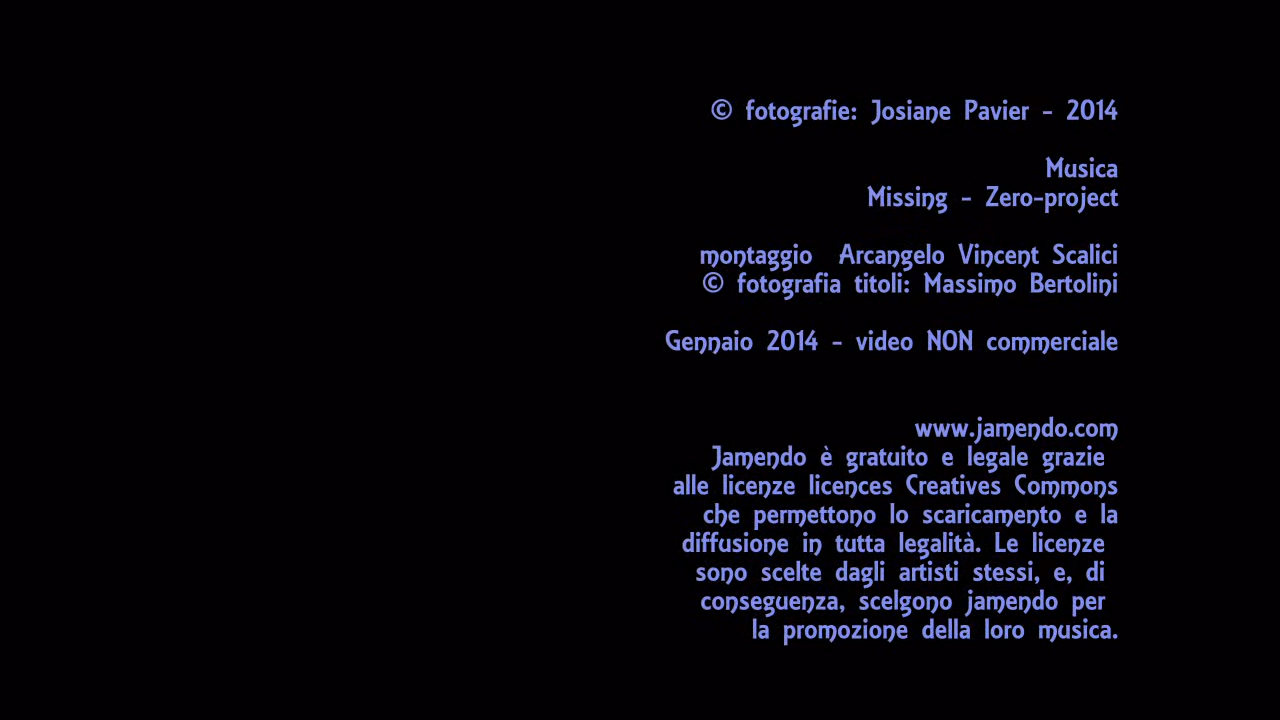 © fotografie: Josiane Pavier - 2014
Musica
Missing - Zero-project
montaggio Arcangelo Vincent Scalici
© fotografia titoli: Massimo Bertolini
Gennaio 2014 - video NON commerciale
www.jamendo.com
Jamendo è gratuito e legale grazie
alle licenze licences Creatives Commons
che permettono lo scaricamento e la
diffusione in tutta legalità. Le licenze
sono scelte dagli artisti stessi, e, di
conseguenza, scelgono jamendo per
la promozione della loro musica.